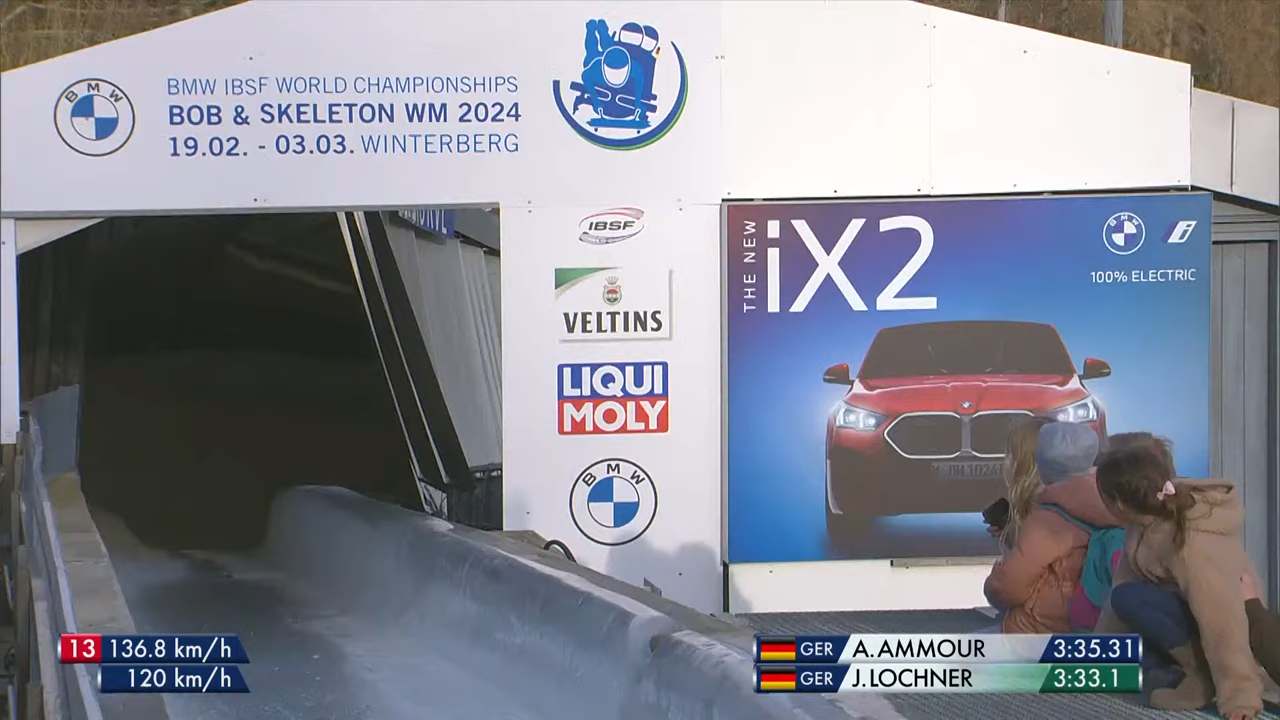 BMW
BMW IBSF WORLD CHAMPIONSHIPS
BOB & SKELETON WM 2024
19.02. - 03.03. WINTERBERG
IBSF
VELTINS
LIQUI
MOLY
BMW
THE NEW
iX2
BMW
i
100% ELECTRIC
13 136.8 km/h
120 km/h
GER A.AMMOUR 3:35.31
GER J.LOCHNER 3:33.1